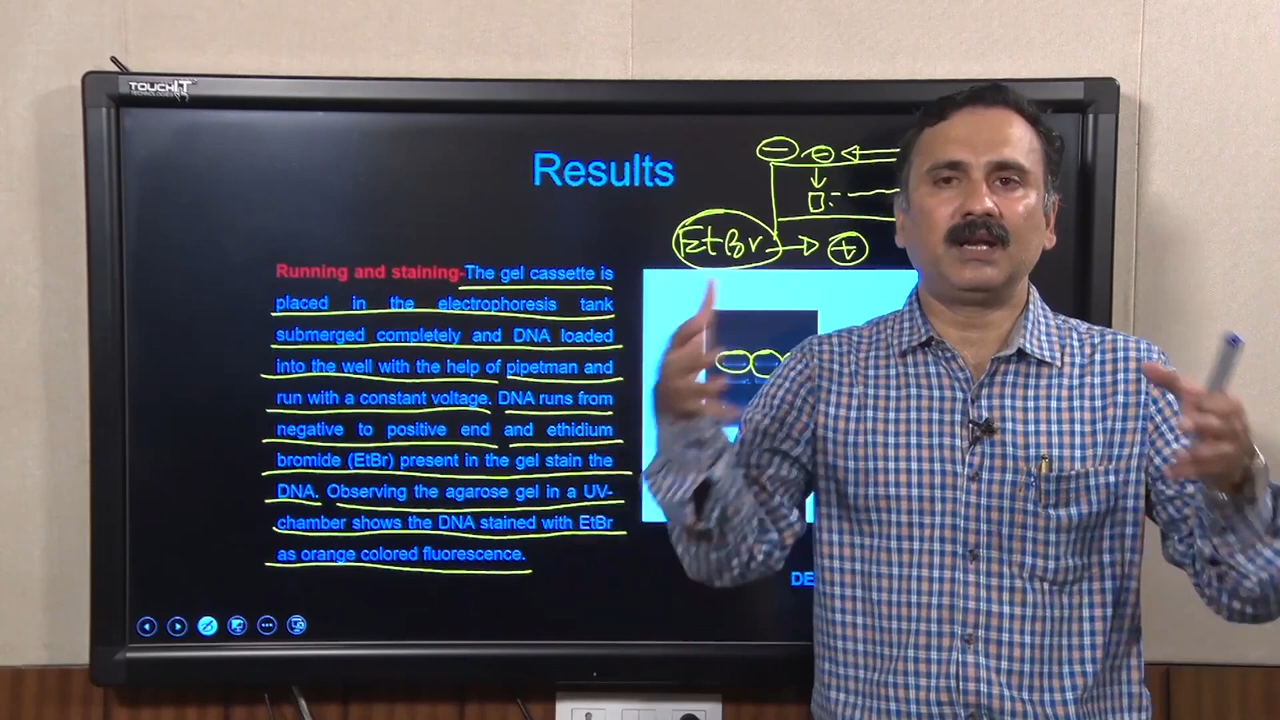 TOUCHIT
TECHNOLOGIES
Results
EtBr
Running and staining-The gel cassette is
placed in the electrophoresis tank
submerged completely and DNA loaded
into the well with the help of pipetman and
run with a constant voltage. DNA runs from
negative to positive end and ethidium
bromide (EtBr) present in the gel stain the
DNA. Observing the agarose gel in a UV-
chamber shows the DNA stained with EtBr
as orange colored fluorescence.